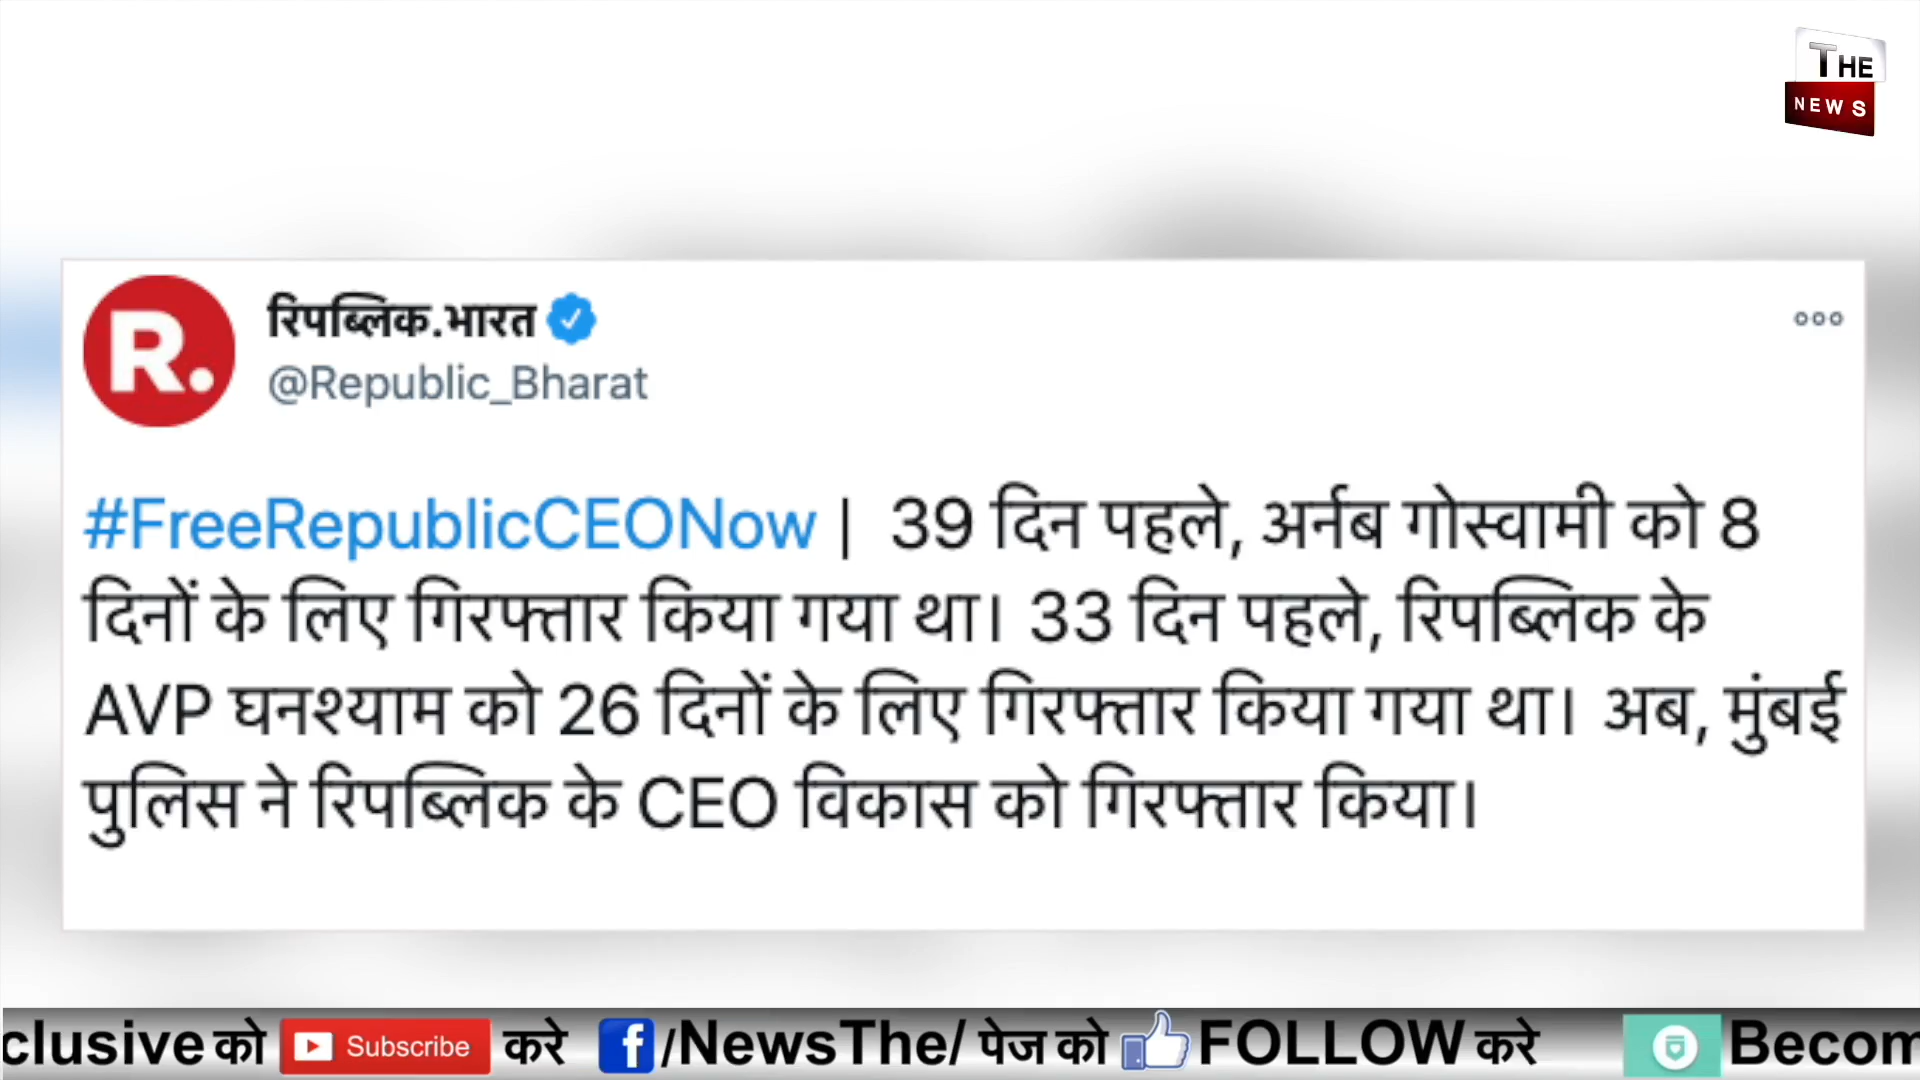 THE
NEWS
R.
रिपब्लिक.भारत
@Republic_Bharat
#FreeRepublicCEONow | 39 दिन पहले, अर्नब गोस्वामी को 8
दिनों के लिए गिरफ्तार किया गया था। 33 दिन पहले, रिपब्लिक के
AVP घनश्याम को 26 दिनों के लिए गिरफ्तार किया गया था। अब, मुंबई
पुलिस ने रिपब्लिक के CEO विकास को गिरफ्तार किया।
clusive को Subscribe करे f/NewsThe/ पेज को FOLLOW करे Becom